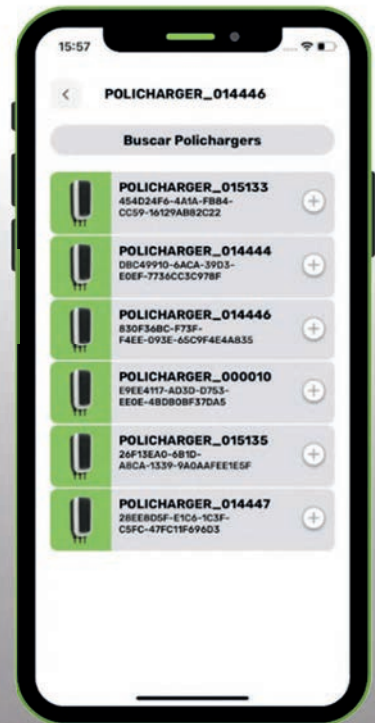 15:57
POLICHARGER_014446
Buscar Polichargers
POLICHARGER_015133
454D24F6-4A1A-FB84-
CC59-16129AB82C22
POLICHARGER_014444
DBC49910-6ACA-39D3-
E0EF-7736CC3C978F
POLICHARGER_014446
830F36BC-F73F-
F4EE-093E-65C9F4E4A835
POLICHARGER_000010
E9EE4117-AD3D-D753-
EE0E-4BDB0BF37DA5
POLICHARGER_015135
26F13EA0-6B1D-
A8CA-1339-9A0AAFEE1E5F
POLICHARGER_014447
28EE8D5F-E1C6-1C3F-
C5FC-47FC11F696D3